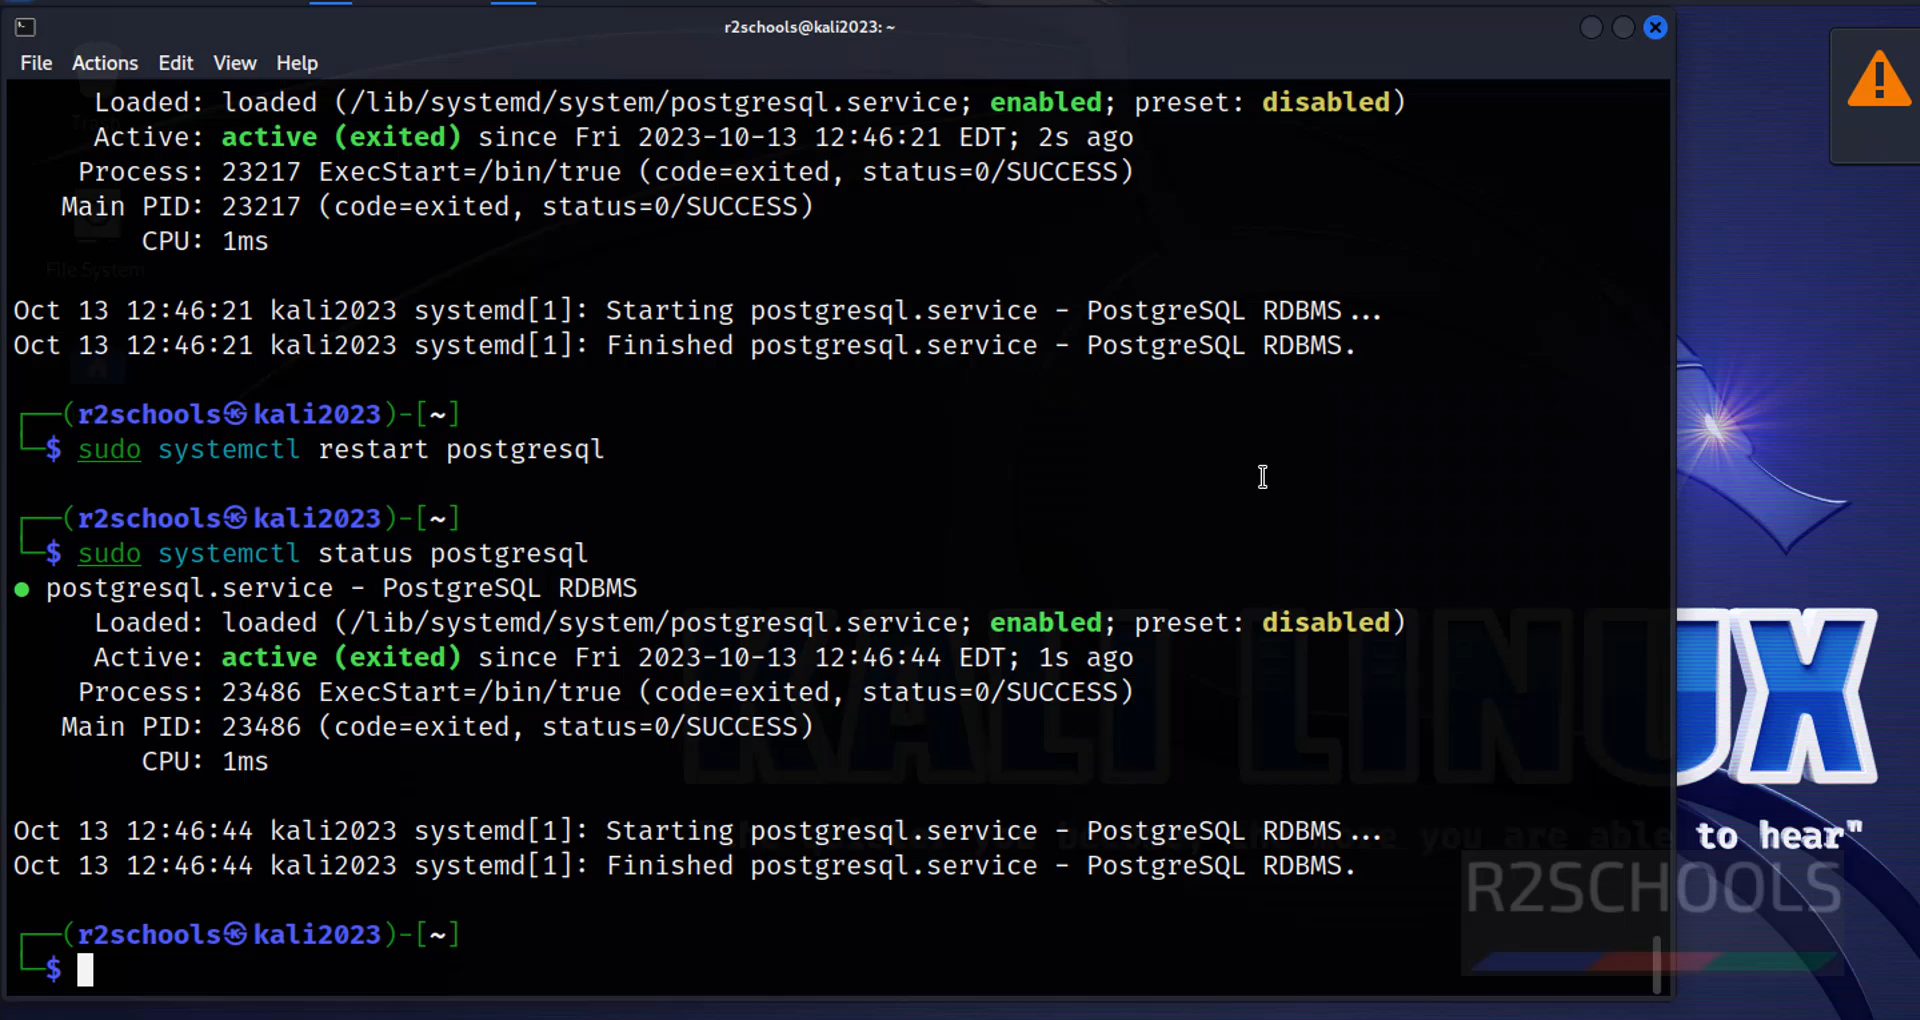 r2schools@kali2023: ~
File Actions Edit View Help
Loaded: loaded (/lib/systemd/system/postgresql.service; enabled; preset: disabled)
Active: active (exited) since Fri 2023-10-13 12:46:21 EDT; 2s ago
Process: 23217 ExecStart=/bin/true (code=exited, status=0/SUCCESS)
Main PID: 23217 (code=exited, status=0/SUCCESS)
CPU: 1ms
File System
Oct 13 12:46:21 kali2023 systemd[1]: Starting postgresql.service - PostgreSQL RDBMS...
Oct 13 12:46:21 kali2023 systemd[1]: Finished postgresql.service - PostgreSQL RDBMS.
┌──(r2schools㉿kali2023)-[~]
└─$ sudo systemctl restart postgresql
┌──(r2schools㉿kali2023)-[~]
└─$ sudo systemctl status postgresql
● postgresql.service - PostgreSQL RDBMS
Loaded: loaded (/lib/systemd/system/postgresql.service; enabled; preset: disabled)
Active: active (exited) since Fri 2023-10-13 12:46:44 EDT; 1s ago
Process: 23486 ExecStart=/bin/true (code=exited, status=0/SUCCESS)
Main PID: 23486 (code=exited, status=0/SUCCESS)
CPU: 1ms
KALI LINUX
Oct 13 12:46:44 kali2023 systemd[1]: Starting postgresql.service - PostgreSQL RDBMS...
you are able to hear"
Oct 13 12:46:44 kali2023 systemd[1]: Finished postgresql.service - PostgreSQL RDBMS.
R2SCHOOLS
┌──(r2schools㉿kali2023)-[~]
└─$